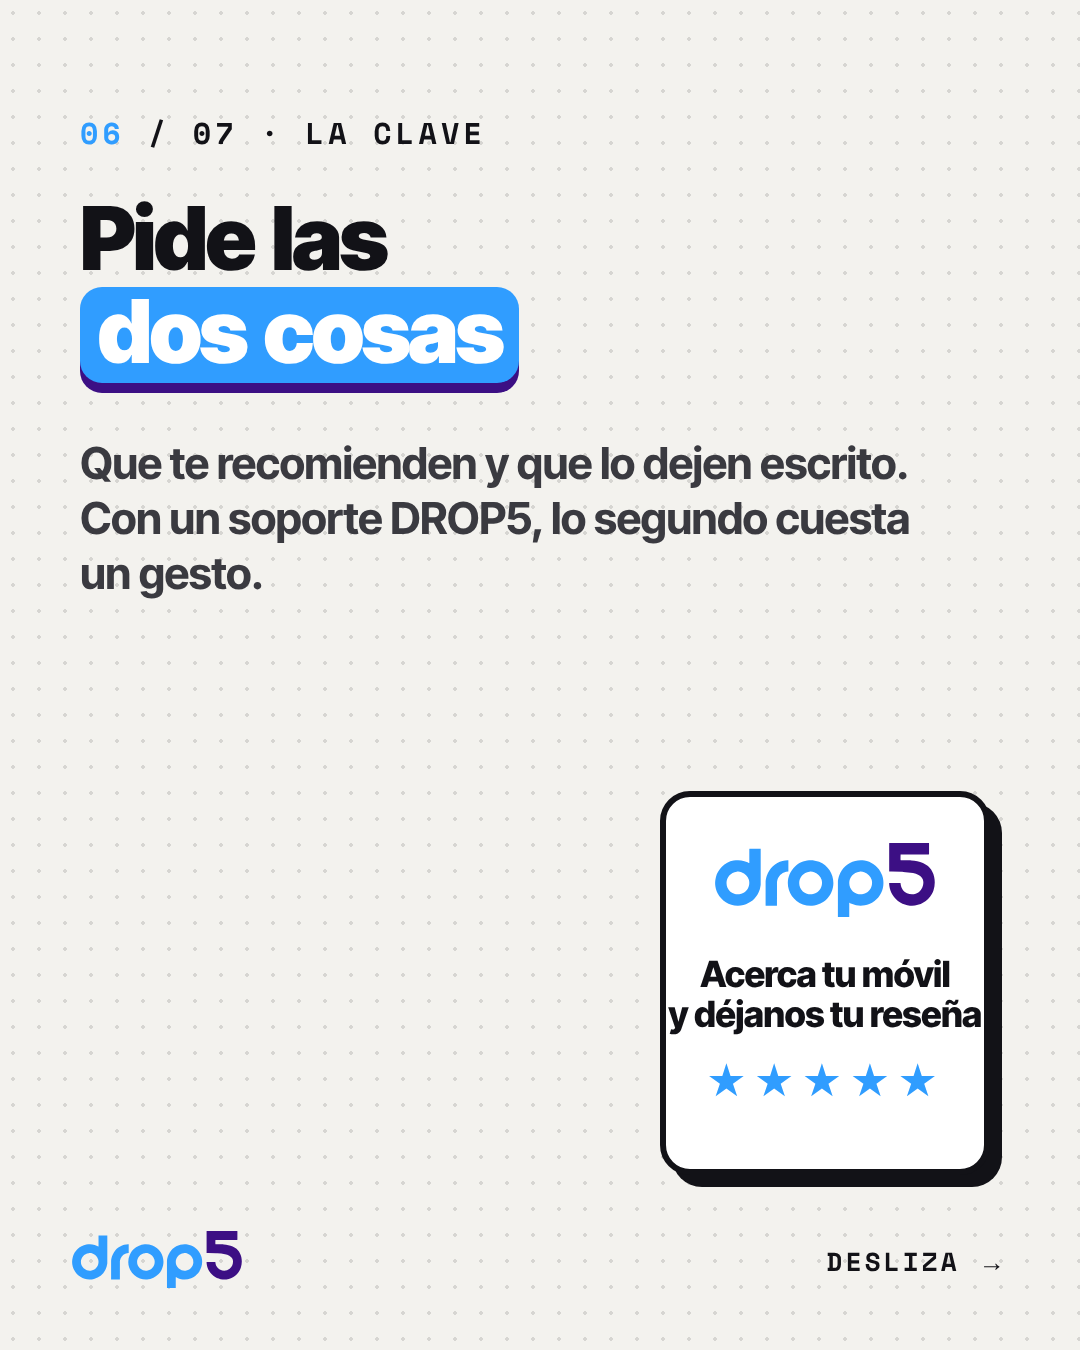 06 / 07 · LA CLAVE
Pide las
dos cosas
Que te recomienden y que lo dejen escrito.
Con un soporte DROP5, lo segundo cuesta
un gesto.
drop5
Acerca tu móvil
y déjanos tu reseña
★ ★ ★ ★ ★
drop5
DESLIZA →